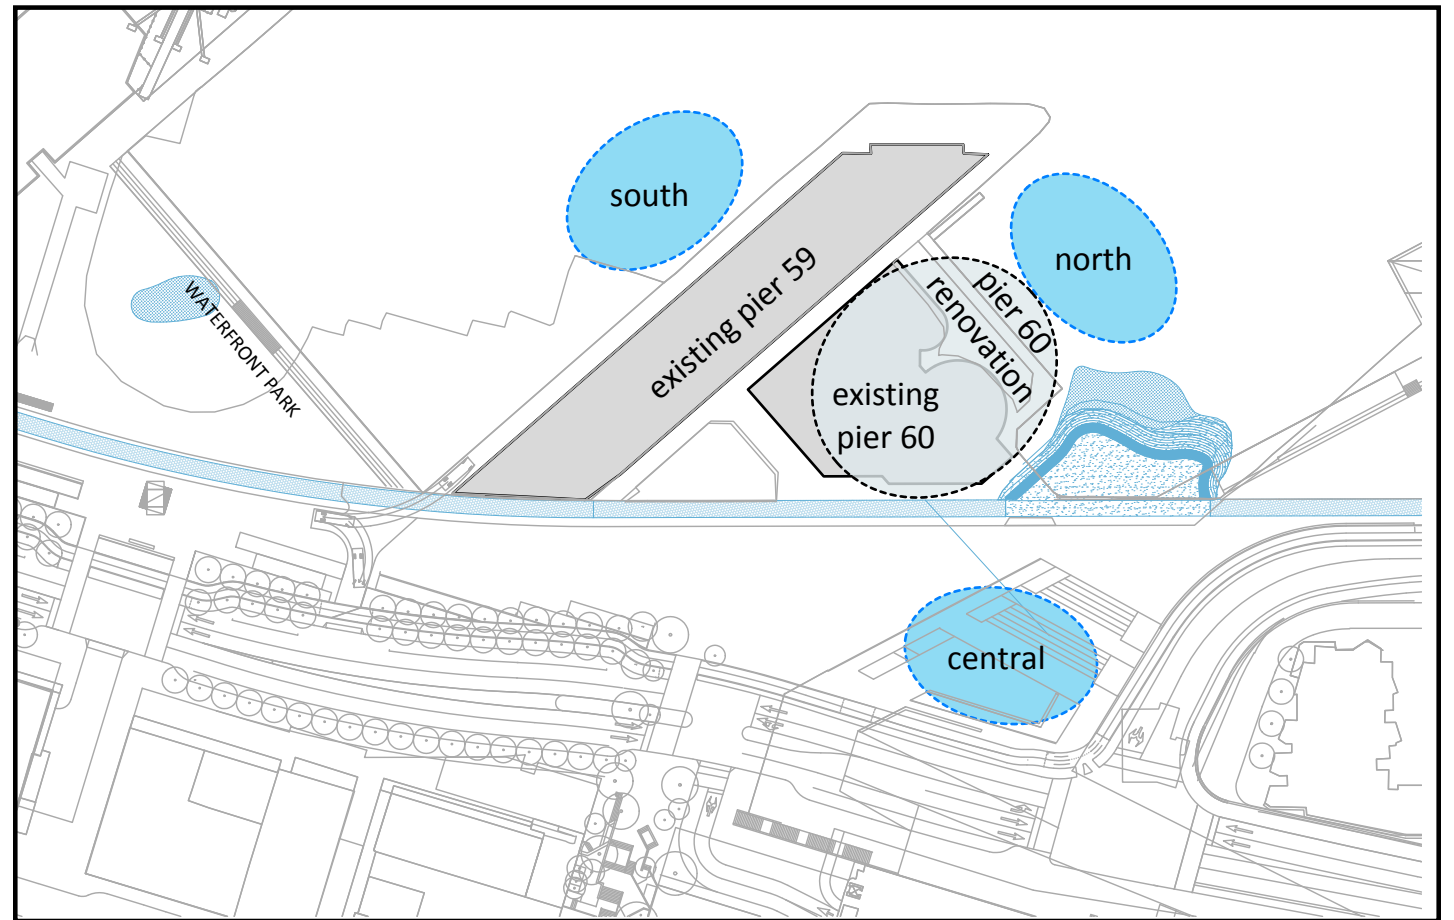 south
north
existing pier 59
pier 60
renovation
existing
pier 60
WATERFRONT PARK
central